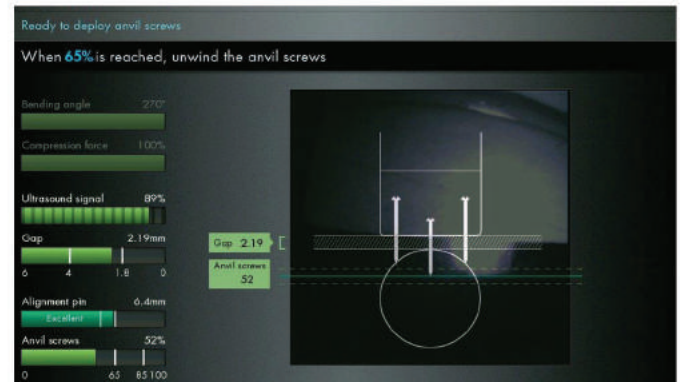 Ready to deploy anvil screws
When 65% is reached, unwind the anvil screws
Bending angle 270°
Compression force 100%
Ultrasound signal 89%
Gap 2.19mm
6 4 1.8 0
Alignment pin 6.4mm
Excellent
Anvil screws 52%
0 65 85 100
Gap 2.19
Anvil screws
52